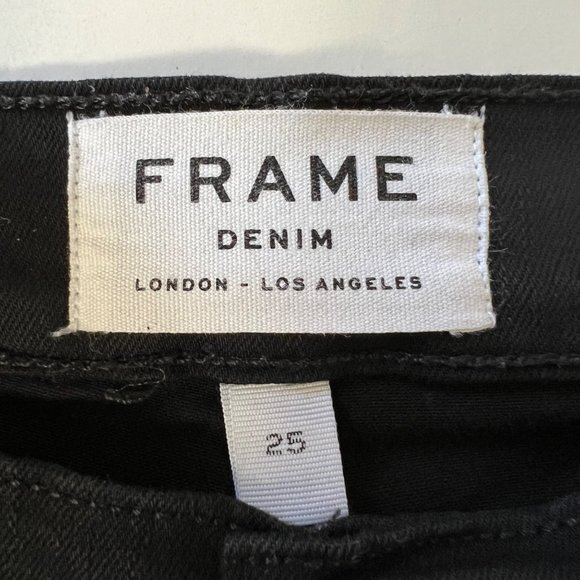 FRAME
DENIM
LONDON - LOS ANGELES
25